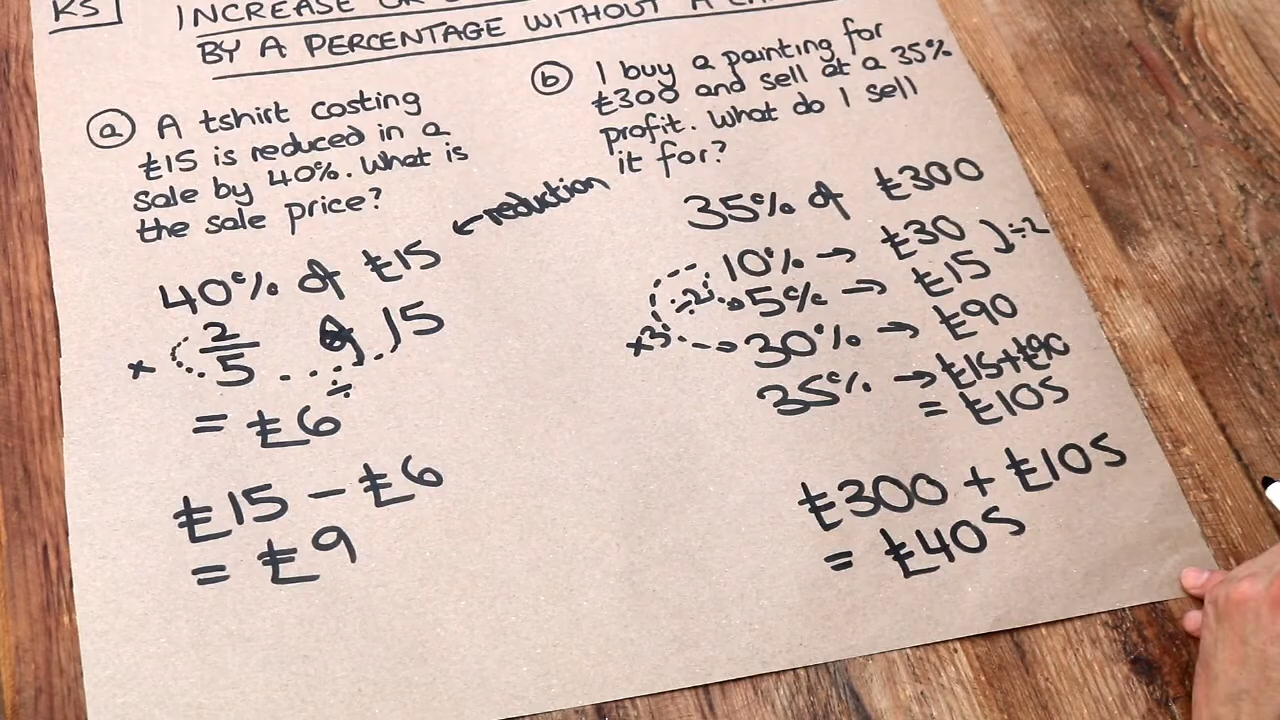 K5
INCREASE OR
BY A PERCENTAGE WITHOUT A
a A tshirt costing
£15 is reduced in a
sale by 40%. What is
the sale price?
40% of £15 ← reduction
× 2/5 of 15
÷
= £6
£15 - £6
= £9
b I buy a painting for
£300 and sell at a 35%
profit. What do I sell
it for?
35% of £300
10% → £30 ÷2
÷2 5% → £15
×3 30% → £90
35% → £15+£90
= £105
£300 + £105
= £405